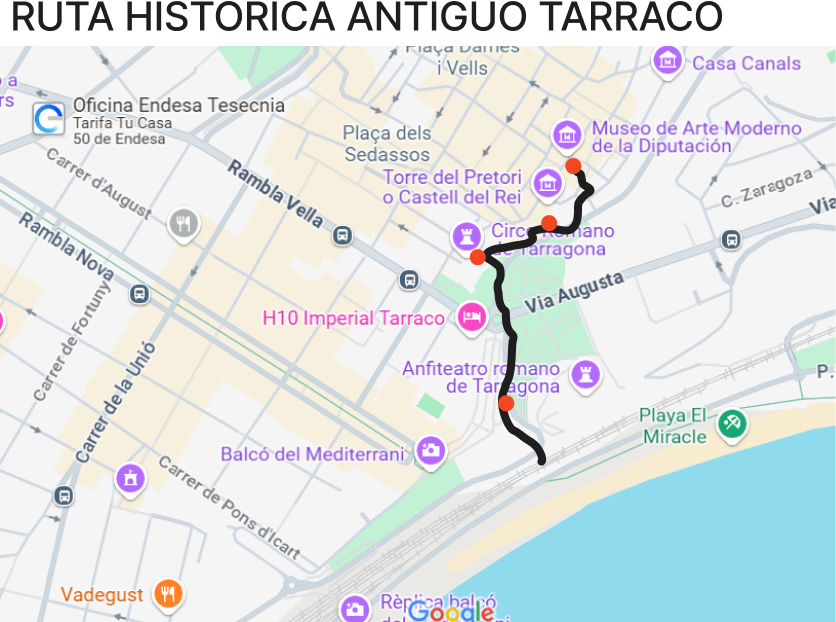 RUTA HISTÓRICA ANTIGUO TARRACO
Plaça Dames
i Vells
Casa Canals
Oficina Endesa Tesecnia
Tarifa Tu Casa
50 de Endesa
Plaça dels
Sedassos
Museo de Arte Moderno
de la Diputación
Carrer d'August
Rambla Vella
Torre del Pretori
o Castell del Rei
C. Zaragoza
Via
Rambla Nova
Circo Romano
de Tarragona
Via Augusta
H10 Imperial Tarraco
Carrer de Fortuny
Carrer de la Unió
Anfiteatro romano
de Tarragona
P.
Playa El
Miracle
Balcó del Mediterrani
Carrer de Pons d'Icart
Vadegust
Rèplica balcó
Google